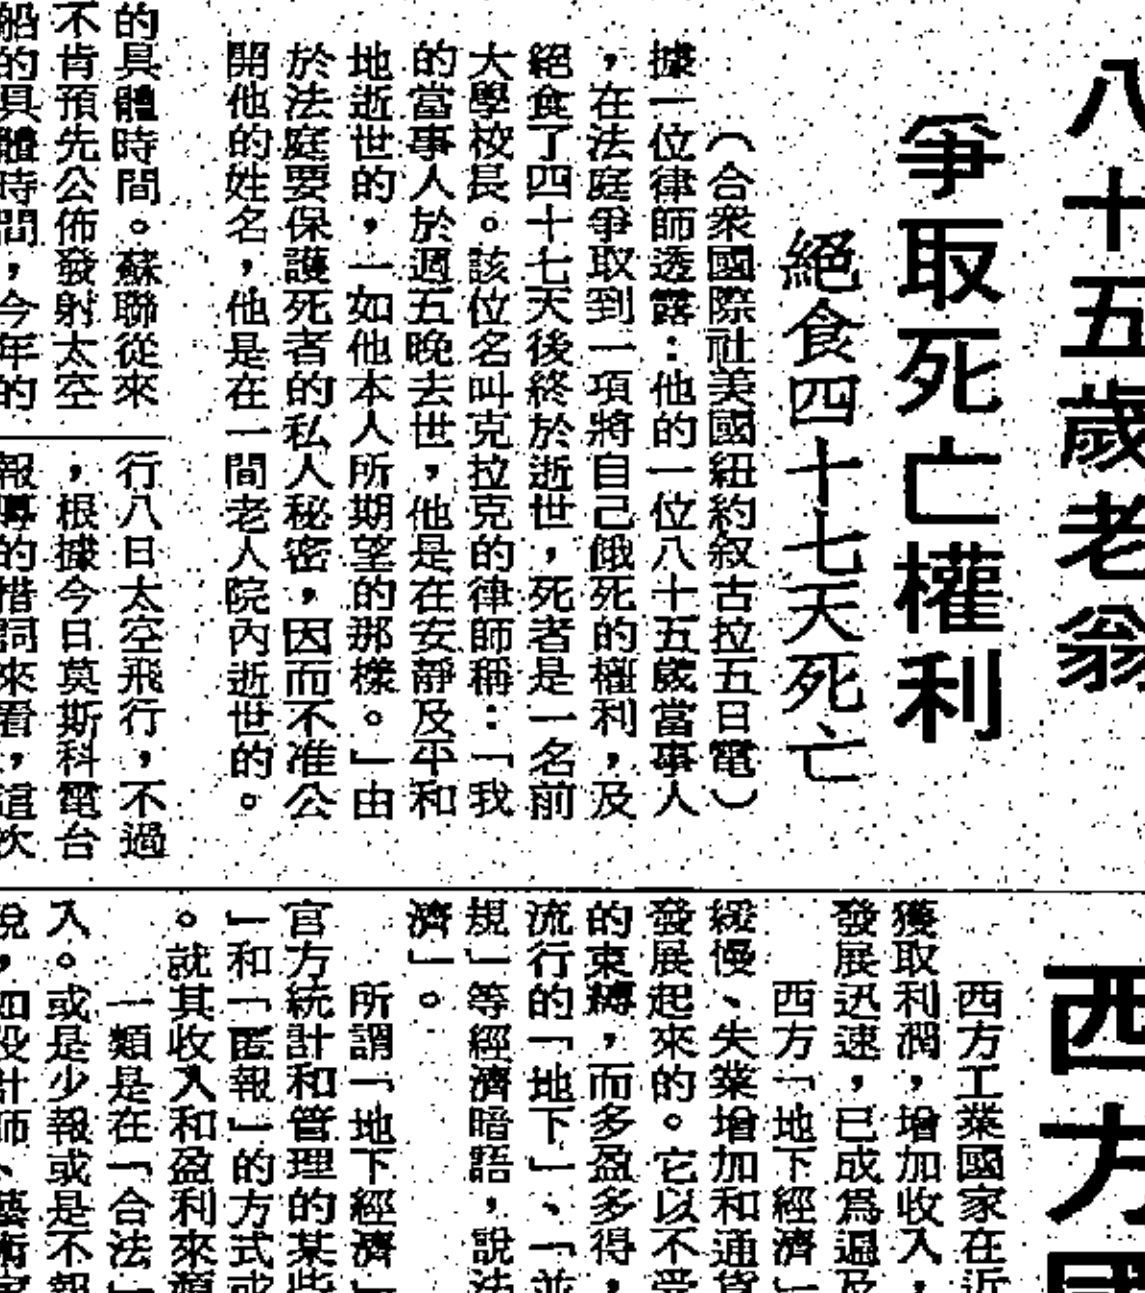 八十五歲老翁
爭取死亡權利
絕食四十七天死亡
（合衆國際社美國紐約叙古拉五日電）
據一位律師透露：他的一位八十五歲當事人
，在法庭爭取到一項將自己餓死的權利，及
絕食了四十七天後終於逝世，死者是一名前
大學校長。該位名叫克拉克的律師稱：「我
的當事人於週五晚去世，他是在安靜及平和
地逝世的，一如他本人所期望的那樣。」由
於法庭要保護死者的私人秘密，因而不准公
開他的姓名，他是在一間老人院內逝世的。
的具體時間。蘇聯從來
不肯預先公佈發射太空
船的具體時間，今年的
行八日太空飛行，不過
，根據今日莫斯科電台
報導的措詞來看，這次
西方
西方工業國家在近
獲取利潤，增加收入，
發展迅速，已成爲遍及
西方「地下經濟」
緩慢、失業增加和通貨
發展起來的。它以不受
的束縛，而多盈多得，
流行的「地下」、「並
規」等經濟暗語，說法
濟」。
所謂「地下經濟」
官方統計和管理的某些
」和「匿報」的方式或
。就其收入和盈利來
一類是在「合法」
入。或是少報或是不報
，如設計師、藝術家